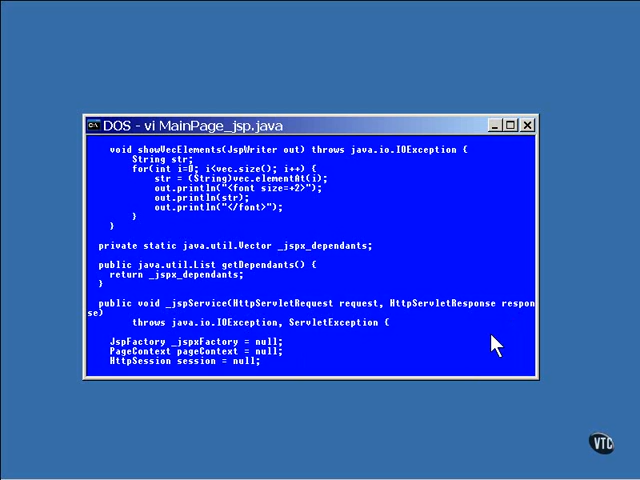 DOS - vi MainPage_jsp.java
void showVecElements(JspWriter out) throws java.io.IOException {
String str;
for(int i=0; i<vec.size(); i++) {
str = (String)vec.elementAt(i);
out.println("<font size=+2>");
out.println(str);
out.println("</font>");
}
}
private static java.util.Vector _jspx_dependants;
public java.util.List getDependants() {
return _jspx_dependants;
}
public void _jspService(HttpServletRequest request, HttpServletResponse respon
se)
throws java.io.IOException, ServletException {
JspFactory _jspxFactory = null;
PageContext pageContext = null;
HttpSession session = null;
VTC